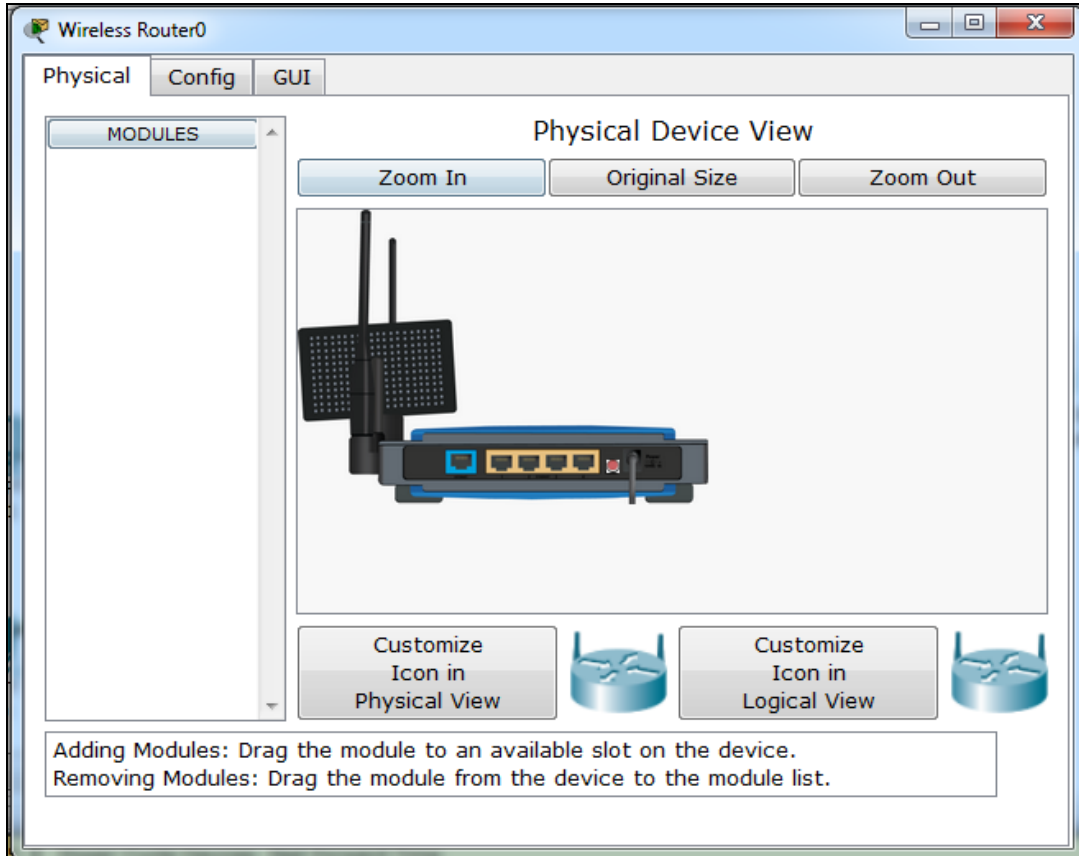 Wireless Router0
Physical Config GUI
MODULES
Physical Device View
Zoom In Original Size Zoom Out
Customize
Icon in
Physical View
Customize
Icon in
Logical View
Adding Modules: Drag the module to an available slot on the device.
Removing Modules: Drag the module from the device to the module list.